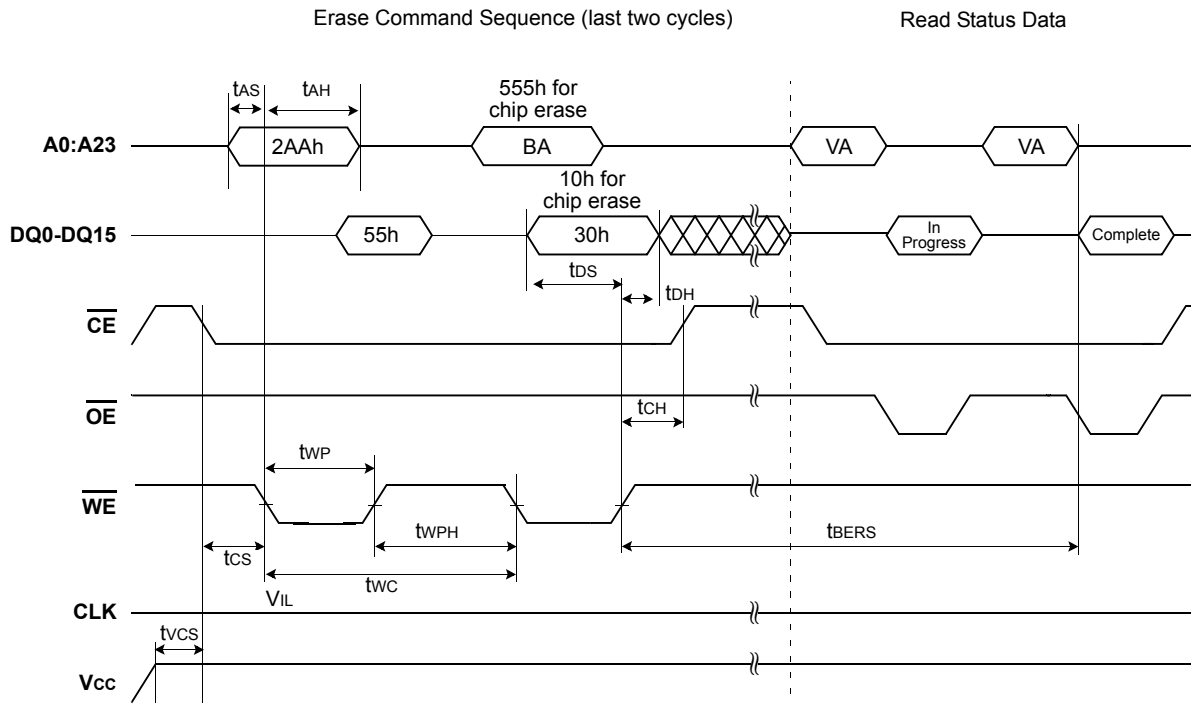 Erase Command Sequence (last two cycles)
Read Status Data
tAS
tAH
555h for
chip erase
A0:A23
2AAh
BA
VA
VA
10h for
chip erase
DQ0-DQ15
55h
30h
In
Progress
Complete
tDS
tDH
CE
OE
tCH
tWP
WE
tWPH
tBERS
tCS
tWC
VIL
CLK
tVCS
VCC